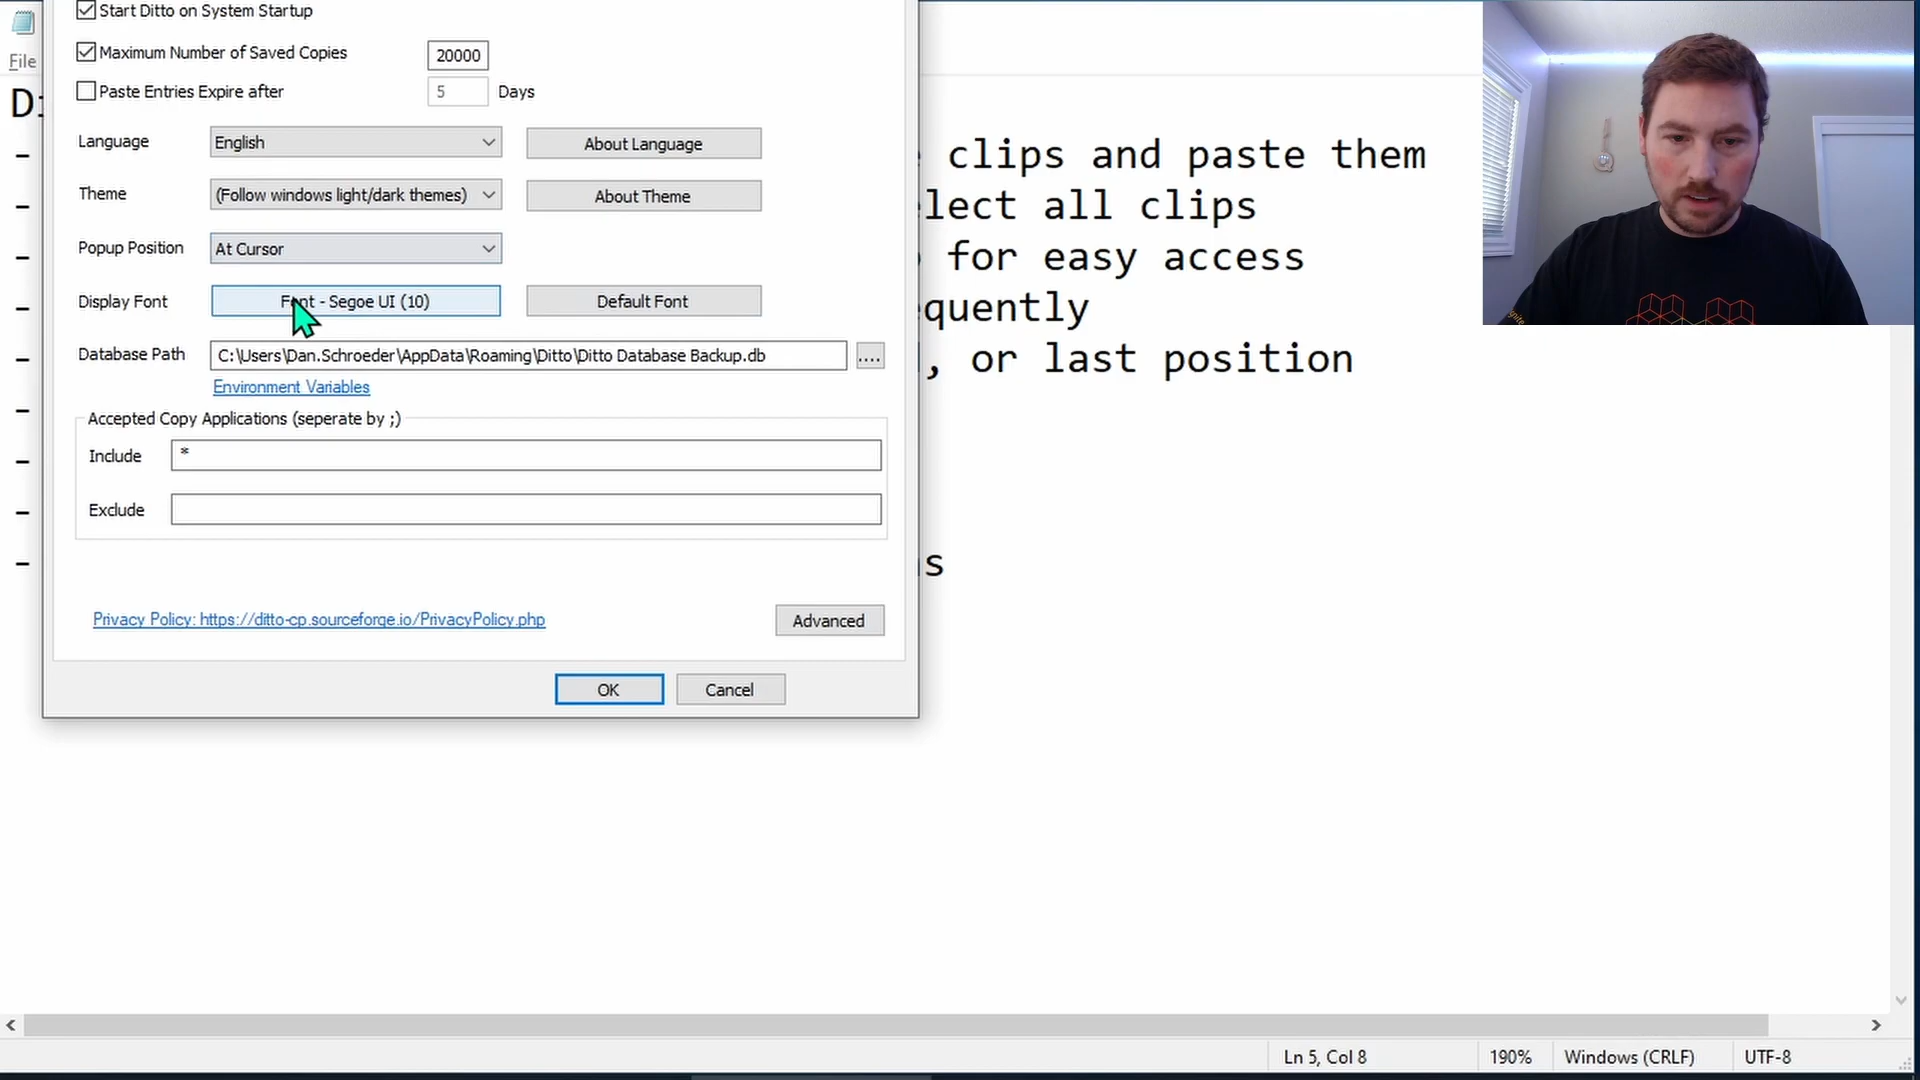 Start Ditto on System Startup
Maximum Number of Saved Copies 20000
Paste Entries Expire after 5 Days
Language English About Language
Theme (Follow windows light/dark themes) About Theme
Popup Position At Cursor
Display Font Font - Segoe UI (10) Default Font
Database Path C:\Users\Dan.Schroeder\AppData\Roaming\Ditto\Ditto Database Backup.db ....
Environment Variables
Accepted Copy Applications (seperate by ;)
Include *
Exclude
Privacy Policy: https://ditto-cp.sourceforge.io/PrivacyPolicy.php Advanced
OK Cancel
File
Di
-
clips and paste them
-
lect all clips
-
for easy access
-
quently
-
, or last position
-
-
-
-
s
Ln 5, Col 8 190% Windows (CRLF) UTF-8